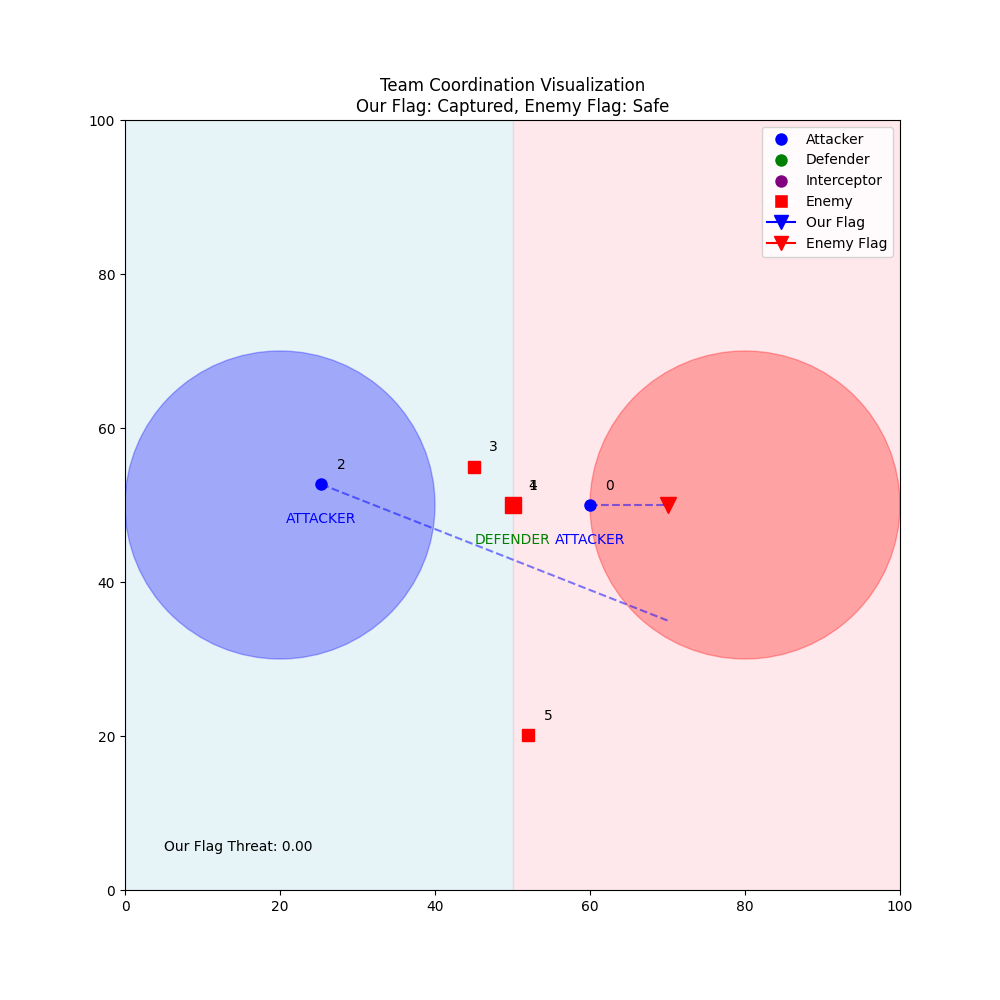 Team Coordination Visualization
Our Flag: Captured, Enemy Flag: Safe
100
80
60
40
20
0
0
20
40
60
80
100
Attacker
Defender
Interceptor
Enemy
Our Flag
Enemy Flag
3
2
0
ATTACKER
DEFENDER
ATTACKER
5
Our Flag Threat: 0.00